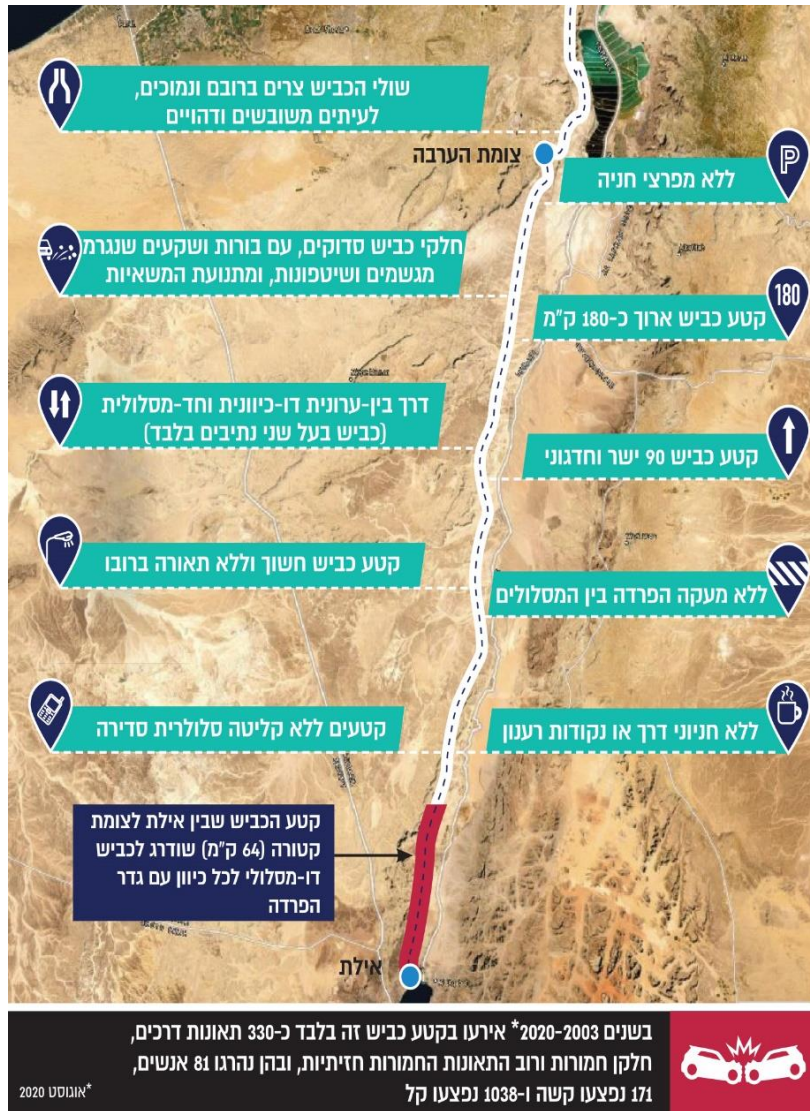 שולי הכביש צרים ברובם ונמוכים,
לעיתים משובשים ודהויים
צומת הערבה
P
ללא מפרצי חניה
חלקי כביש סדוקים, עם בורות ושקעים שנגרמו
מגשמים ושיטפונות, ומתנועת המשאיות
180
קטע כביש ארוך כ-180 ק"מ
דרך בין-ערונית דו-כיוונית וחד-מסלולית
(כביש בעל שני נתיבים בלבד)
קטע כביש 90 ישר וחדגוני
קטע כביש חשוך וללא תאורה ברובו
ללא מעקה הפרדה בין המסלולים
קטעים ללא קליטה סלולרית סדירה
ללא חניוני דרך או נקודות רענון
קטע הכביש שבין אילת לצומת
קטורה (64 ק"מ) שודרג לכביש
דו-מסלולי לכל כיוון עם גדר
הפרדה
אילת
בשנים 2020-2003* אירעו בקטע כביש זה בלבד כ-330 תאונות דרכים,
חלקן חמורות ורוב התאונות החמורות חזיתיות, ובהן נהרגו 81 אנשים,
171 נפצעו קשה ו-1038 נפצעו קל
*אוגוסט 2020